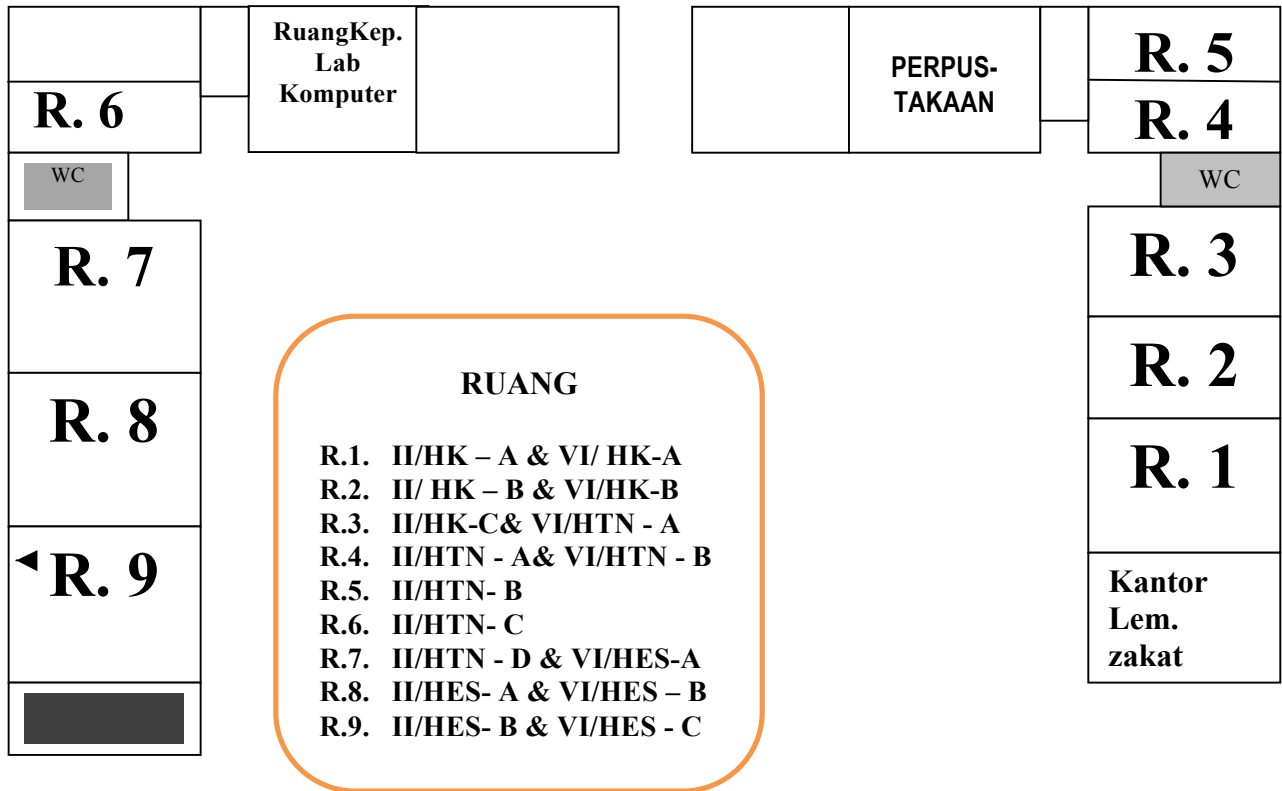 RuangKep.
Lab
Komputer
PERPUS-
TAKAAN
R. 5
R. 6
R. 4
WC
WC
R. 7
R. 3
R. 2
R. 8
R. 1
◄R. 9
Kantor
Lem.
zakat
RUANG
R.1. II/HK – A & VI/ HK-A
R.2. II/ HK – B & VI/HK-B
R.3. II/HK-C& VI/HTN - A
R.4. II/HTN - A& VI/HTN - B
R.5. II/HTN- B
R.6. II/HTN- C
R.7. II/HTN - D & VI/HES-A
R.8. II/HES- A & VI/HES – B
R.9. II/HES- B & VI/HES - C